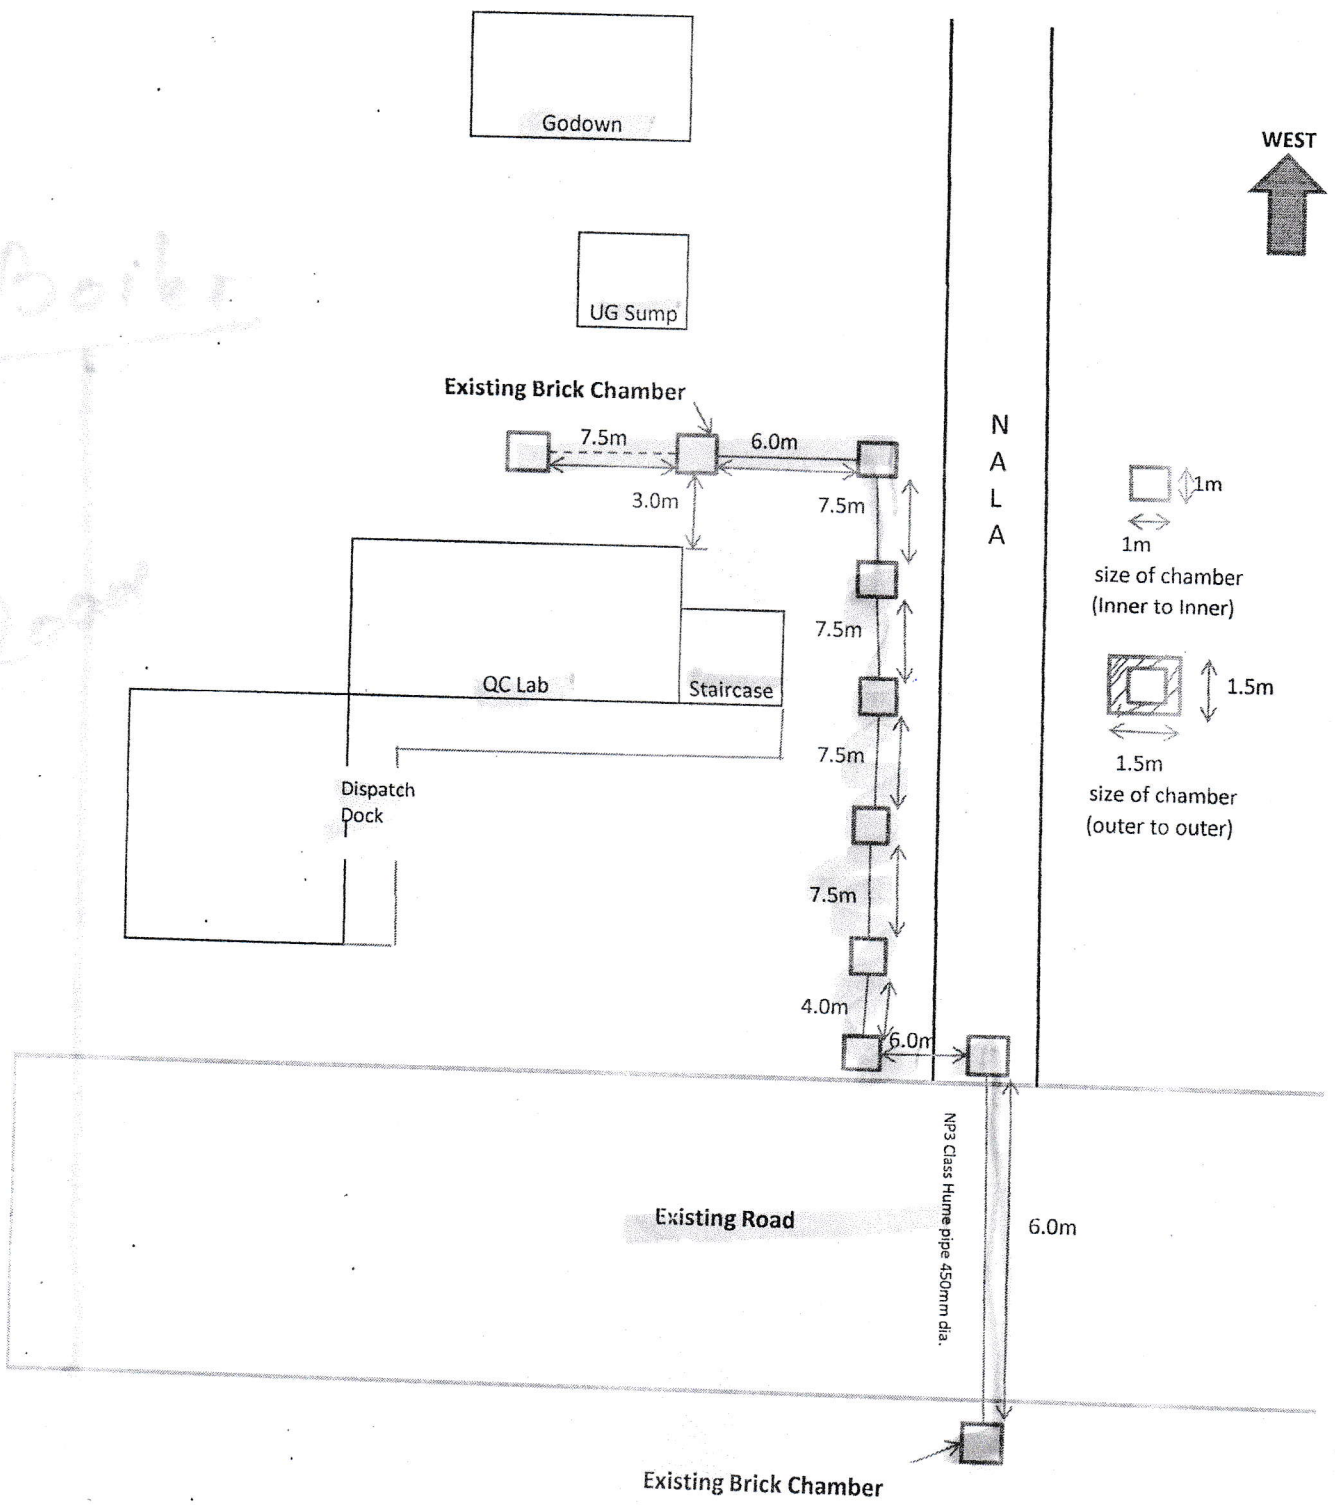 Godown
WEST
UG Sump
Existing Brick Chamber
7.5m
6.0m
3.0m
7.5m
N
A
L
A
1m
1m
size of chamber
(Inner to Inner)
7.5m
QC Lab
Staircase
1.5m
1.5m
size of chamber
(outer to outer)
7.5m
Dispatch
Dock
7.5m
4.0m
6.0m
NP3 Class Hume pipe 450mm dia.
Existing Road
6.0m
Existing Brick Chamber
Boiler